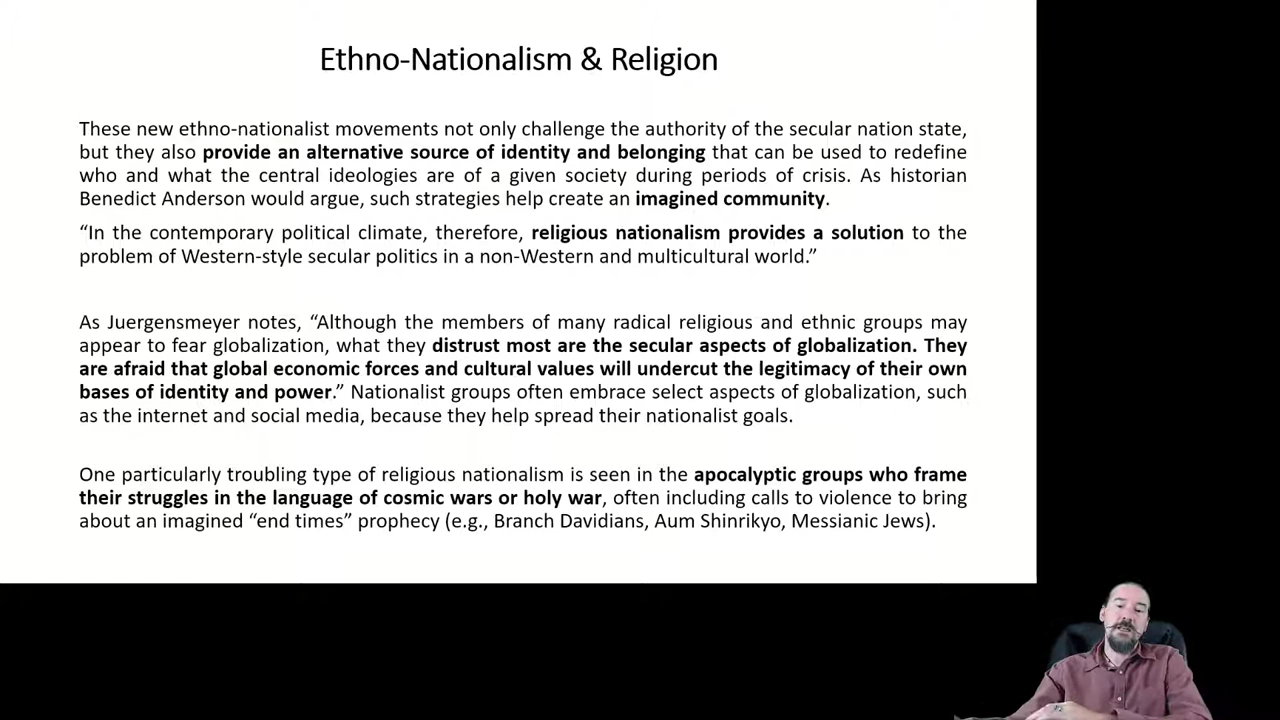 Ethno-Nationalism & Religion
These new ethno-nationalist movements not only challenge the authority of the secular nation state,
but they also provide an alternative source of identity and belonging that can be used to redefine
who and what the central ideologies are of a given society during periods of crisis. As historian
Benedict Anderson would argue, such strategies help create an imagined community.
“In the contemporary political climate, therefore, religious nationalism provides a solution to the
problem of Western-style secular politics in a non-Western and multicultural world.”
As Juergensmeyer notes, “Although the members of many radical religious and ethnic groups may
appear to fear globalization, what they distrust most are the secular aspects of globalization. They
are afraid that global economic forces and cultural values will undercut the legitimacy of their own
bases of identity and power.” Nationalist groups often embrace select aspects of globalization, such
as the internet and social media, because they help spread their nationalist goals.
One particularly troubling type of religious nationalism is seen in the apocalyptic groups who frame
their struggles in the language of cosmic wars or holy war, often including calls to violence to bring
about an imagined “end times” prophecy (e.g., Branch Davidians, Aum Shinrikyo, Messianic Jews).